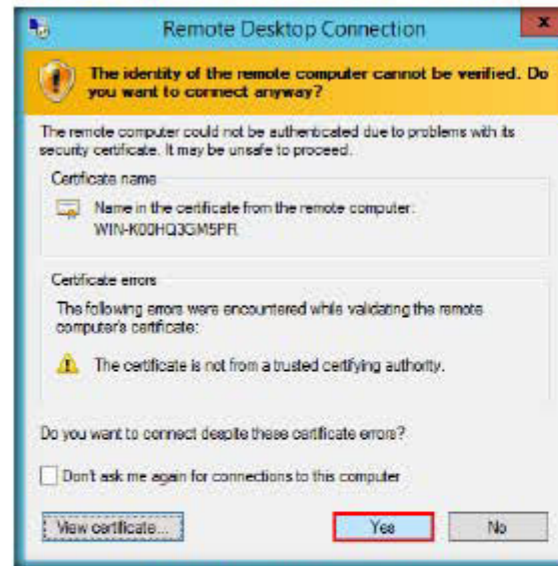 Remote Desktop Connection
x
The identity of the remote computer cannot be verified. Do
you want to connect anyway?
The remote computer could not be authenticated due to problems with its
security certificate. It may be unsafe to proceed.
Certificate name
Name in the certificate from the remote computer:
WIN-K00HQ3GM5PR
Certificate errors
The following errors were encountered while validating the remote
computer's certificate:
The certificate is not from a trusted certifying authority.
Do you want to connect despite these certificate errors?
Don't ask me again for connections to this computer
View certificate...
Yes
No